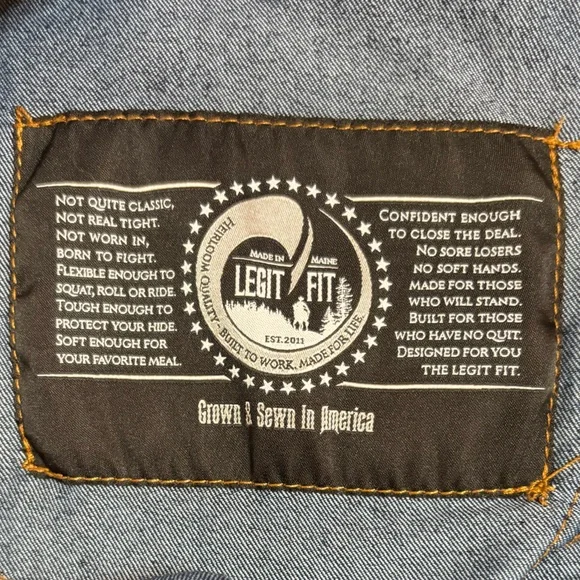 NOT QUITE CLASSIC,
NOT REAL TIGHT.
NOT WORN IN,
BORN TO FIGHT.
FLEXIBLE ENOUGH TO
SQUAT, ROLL OR RIDE.
TOUGH ENOUGH TO
PROTECT YOUR HIDE.
SOFT ENOUGH FOR
YOUR FAVORITE MEAL.
HEIRLOOM QUALITY - BUILT TO WORK, MADE FOR LIFE.
MADE IN MAINE
LEGIT FIT
EST. 2011
CONFIDENT ENOUGH
TO CLOSE THE DEAL.
NO SORE LOSERS
NO SOFT HANDS.
MADE FOR THOSE
WHO WILL STAND.
BUILT FOR THOSE
WHO HAVE NO QUIT.
DESIGNED FOR YOU
THE LEGIT FIT.
Grown & Sewn In America